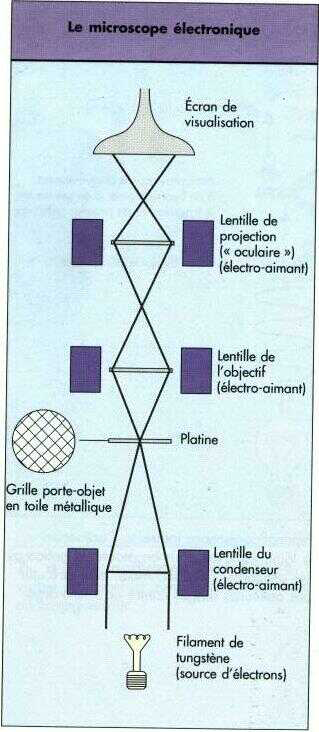 Le microscope électronique
Écran de
visualisation
Lentille de
projection
(« oculaire »)
(électro-aimant)
Lentille de
l'objectif
(électro-aimant)
Platine
Grille porte-objet
en toile métallique
Lentille du
condenseur
(électro-aimant)
Filament de
tungstène
(source d'électrons)